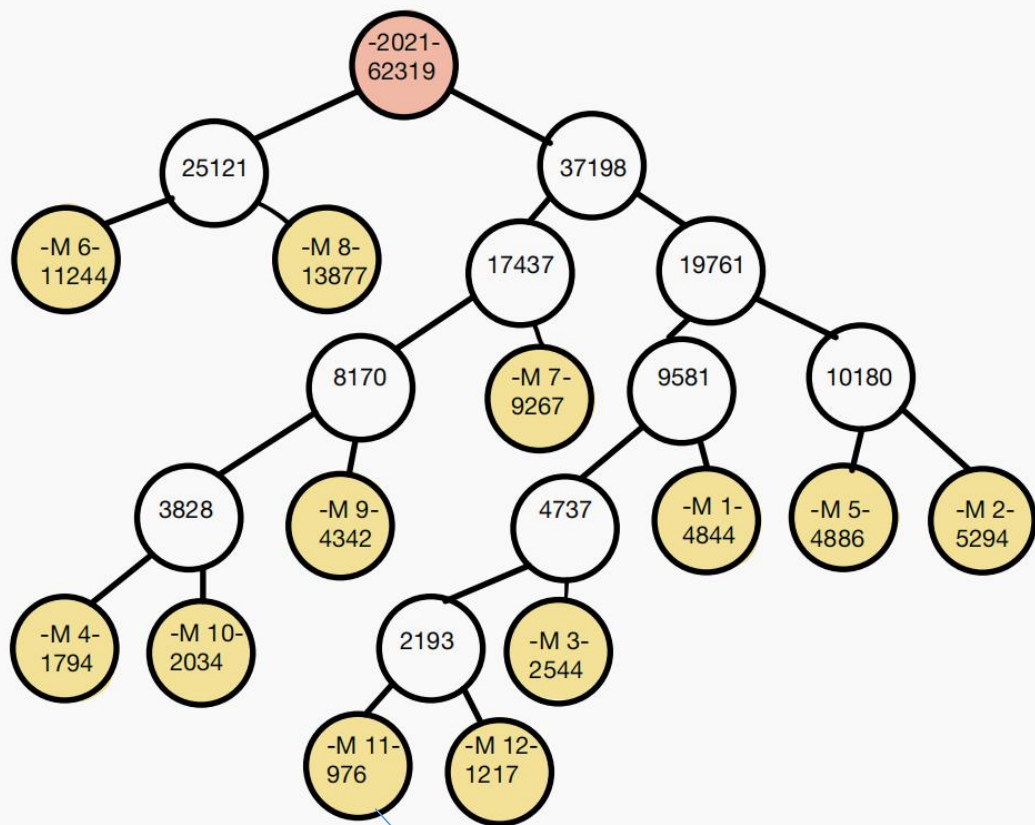 -2021-
62319
25121
37198
-M 6-
11244
-M 8-
13877
17437
19761
8170
-M 7-
9267
9581
10180
3828
-M 9-
4342
4737
-M 1-
4844
-M 5-
4886
-M 2-
5294
-M 4-
1794
-M 10-
2034
2193
-M 3-
2544
-M 11-
976
-M 12-
1217